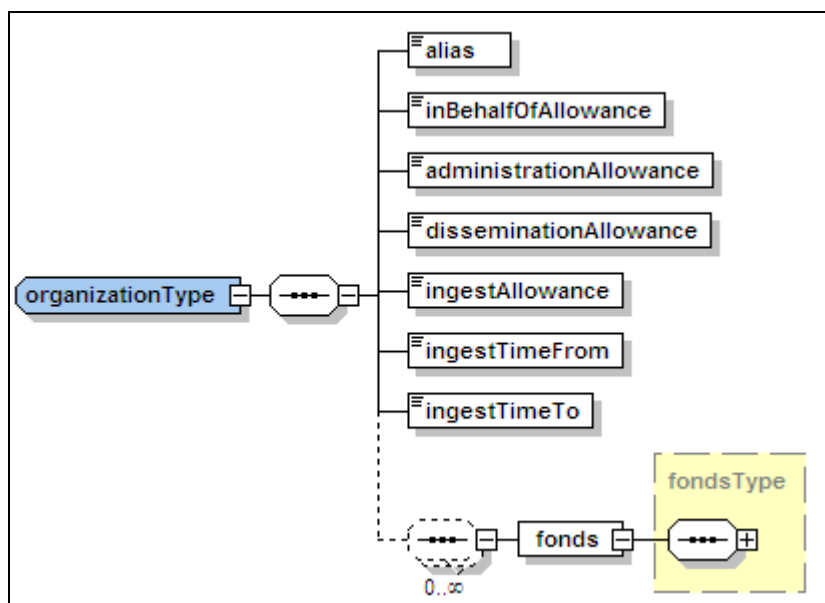 alias
inBehalfOfAllowance
administrationAllowance
disseminationAllowance
organizationType
ingestAllowance
ingestTimeFrom
ingestTimeTo
fondsType
fonds
0..∞